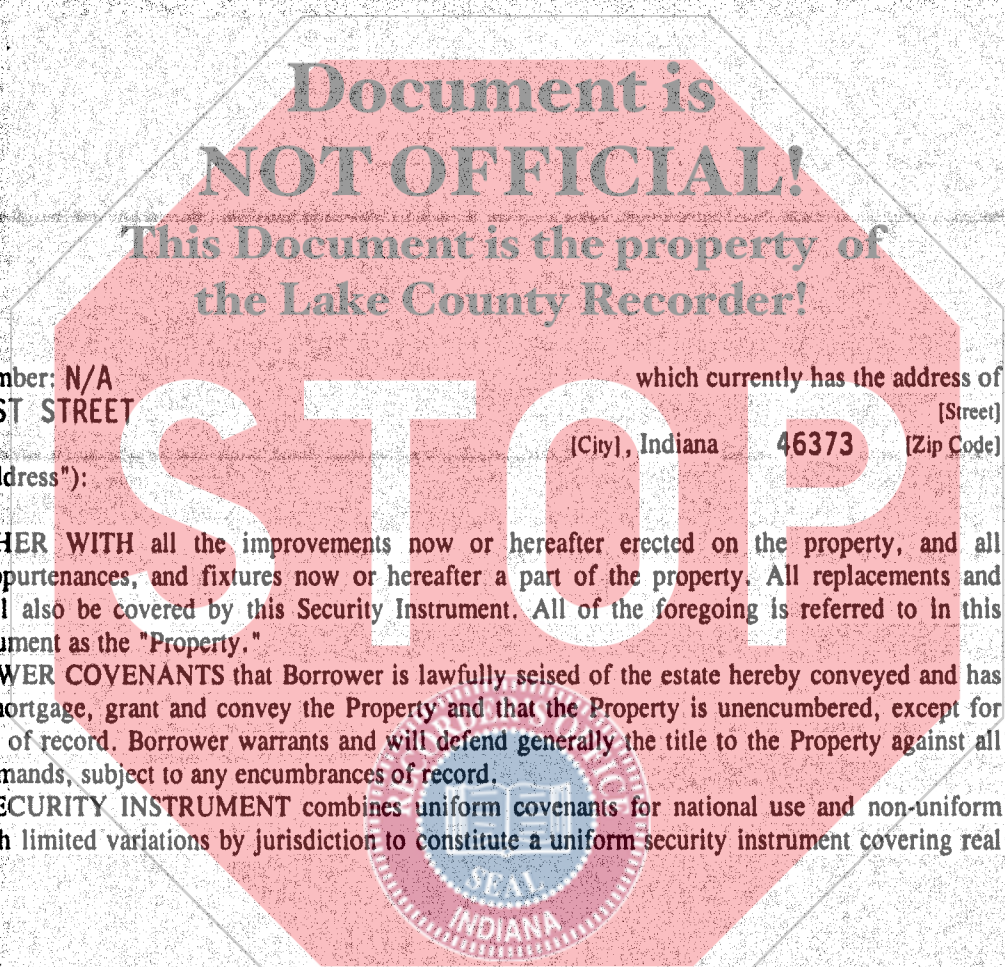 Document is
NOT OFFICIAL!
This Document is the property of
the Lake County Recorder!
STOP
mber: N/A which currently has the address of
ST STREET [Street]
[City], Indiana 46373 [Zip Code]
ddress"):
HER WITH all the improvements now or hereafter erected on the property, and all
ppurtenances, and fixtures now or hereafter a part of the property. All replacements and
l also be covered by this Security Instrument. All of the foregoing is referred to in this
ument as the "Property."
WER COVENANTS that Borrower is lawfully seised of the estate hereby conveyed and has
ortgage, grant and convey the Property and that the Property is unencumbered, except for
of record. Borrower warrants and will defend generally the title to the Property against all
mands, subject to any encumbrances of record.
ECURITY INSTRUMENT combines uniform covenants for national use and non-uniform
h limited variations by jurisdiction to constitute a uniform security instrument covering real
RECORDER'S OFFICE
SEAL
INDIANA